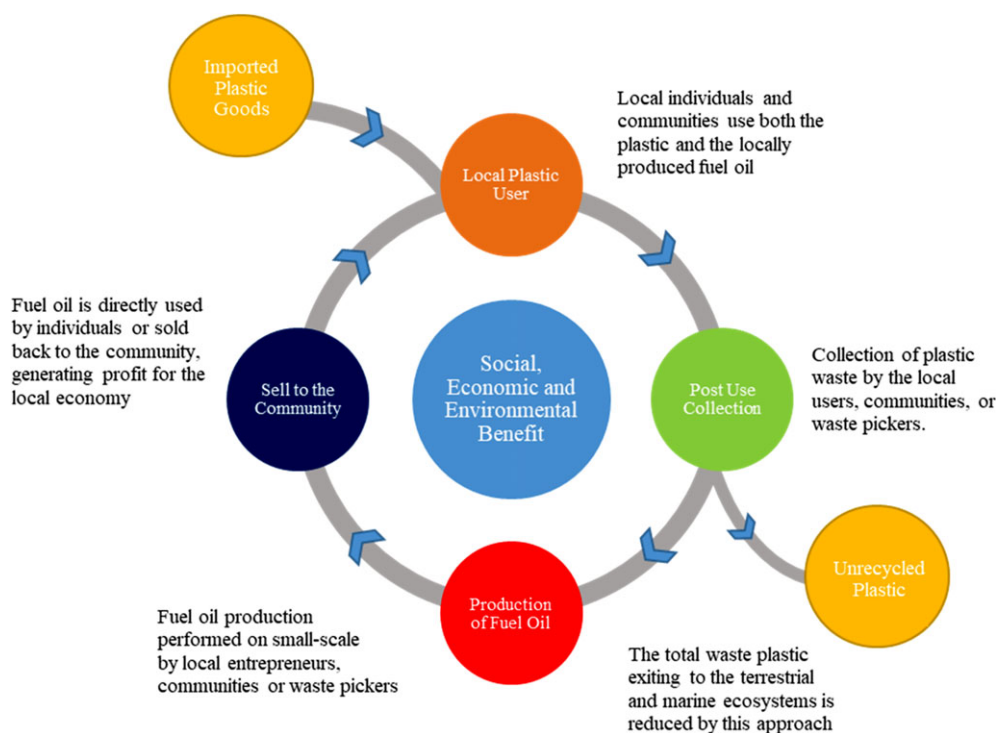 Imported
Plastic
Goods
Local Plastic
User
Local individuals and
communities use both the
plastic and the locally
produced fuel oil
Fuel oil is directly used
by individuals or sold
back to the community,
generating profit for the
local economy
Sell to the
Community
Social,
Economic and
Environmental
Benefit
Post Use
Collection
Collection of plastic
waste by the local
users, communities, or
waste pickers.
Production
of Fuel Oil
Unrecycled
Plastic
Fuel oil production
performed on small-scale
by local entrepreneurs,
communities or waste pickers
The total waste plastic
exiting to the terrestrial
and marine ecosystems is
reduced by this approach